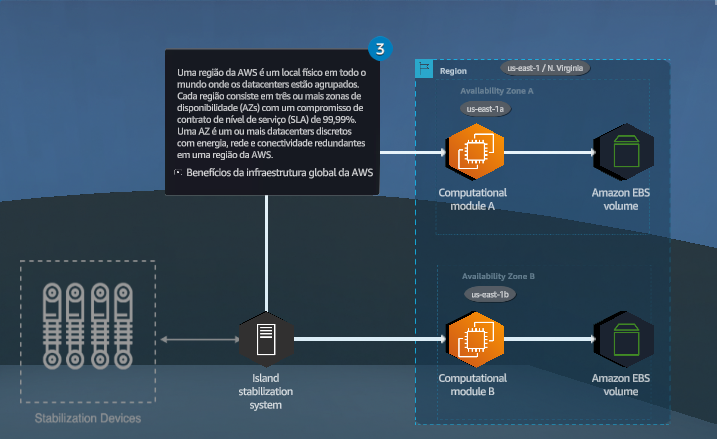 3
Uma região da AWS é um local físico em todo o
mundo onde os datacenters estão agrupados.
Cada região consiste em três ou mais zonas de
disponibilidade (AZs) com um compromisso de
contrato de nível de serviço (SLA) de 99,99%.
Uma AZ é um ou mais datacenters discretos
com energia, rede e conectividade redundantes
em uma região da AWS.
Benefícios da infraestrutura global da AWS
Region
us-east-1 / N. Virginia
Availability Zone A
us-east-1a
Computational
module A
Amazon EBS
volume
Availability Zone B
us-east-1b
Computational
module B
Amazon EBS
volume
Island
stabilization
system
Stabilization Devices